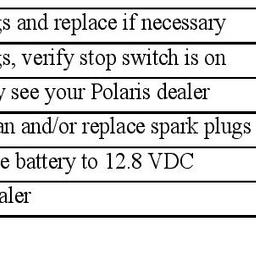 gs and replace if necessary
gs, verify stop switch is on
y see your Polaris dealer
an and/or replace spark plugs
e battery to 12.8 VDC
aler